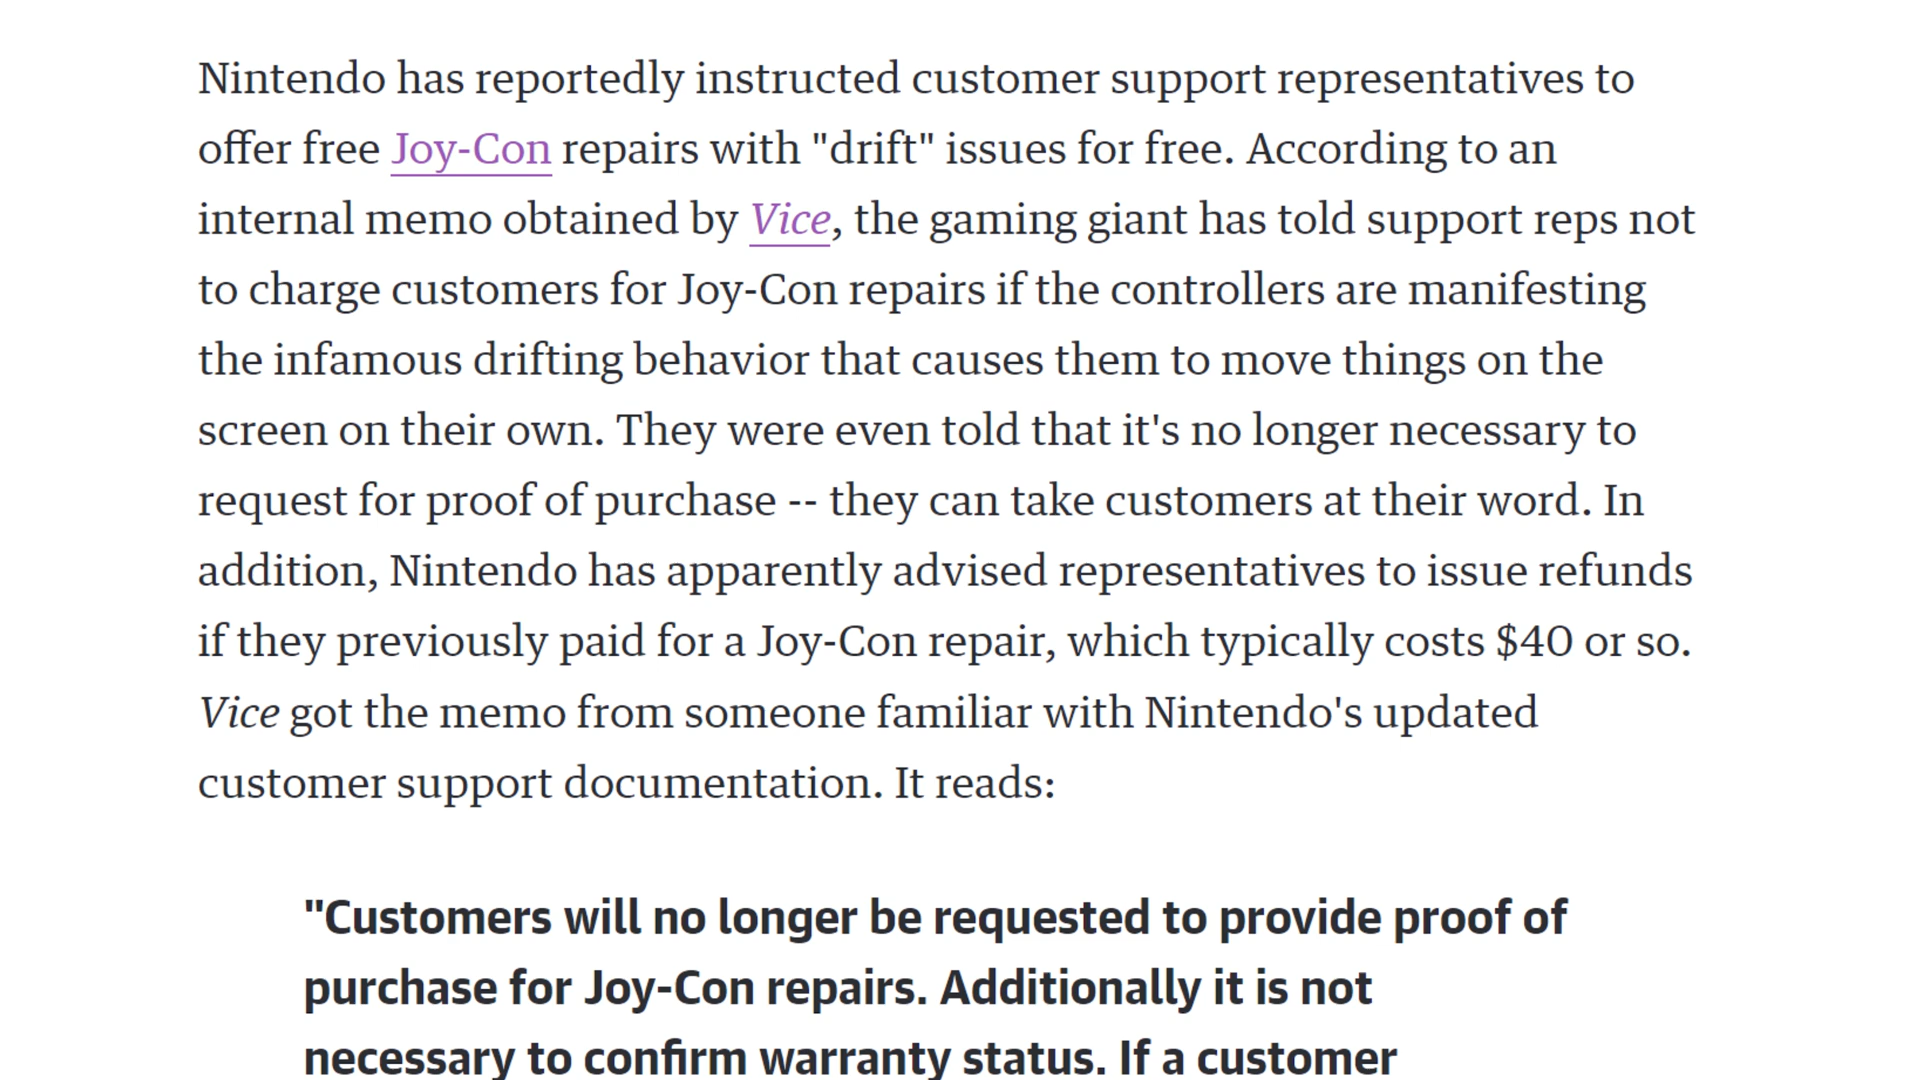 Nintendo has reportedly instructed customer support representatives to
offer free Joy-Con repairs with "drift" issues for free. According to an
internal memo obtained by Vice, the gaming giant has told support reps not
to charge customers for Joy-Con repairs if the controllers are manifesting
the infamous drifting behavior that causes them to move things on the
screen on their own. They were even told that it's no longer necessary to
request for proof of purchase -- they can take customers at their word. In
addition, Nintendo has apparently advised representatives to issue refunds
if they previously paid for a Joy-Con repair, which typically costs $40 or so.
Vice got the memo from someone familiar with Nintendo's updated
customer support documentation. It reads:
"Customers will no longer be requested to provide proof of
purchase for Joy-Con repairs. Additionally it is not
necessary to confirm warranty status. If a customer